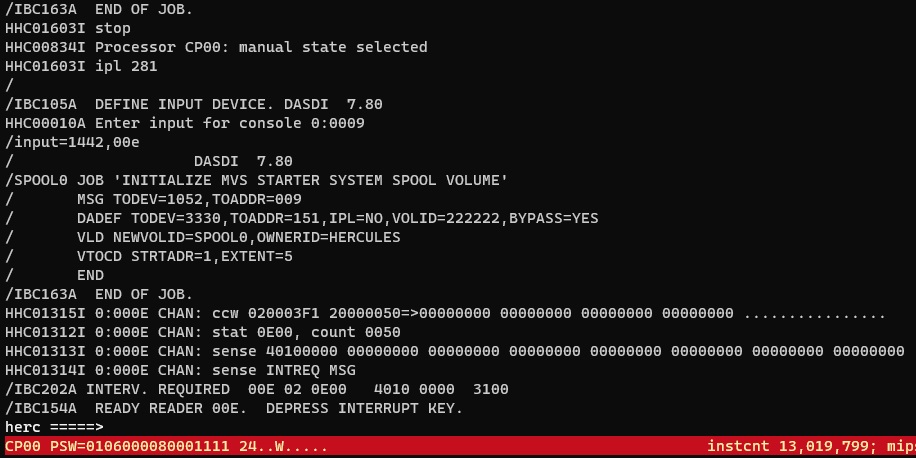 /IBC163A  END OF JOB.
HHC01603I stop
HHC00834I Processor CP00: manual state selected
HHC01603I ipl 281
/
/IBC105A  DEFINE INPUT DEVICE. DASDI  7.80
HHC00010A Enter input for console 0:0009
/input=1442,00e
/                    DASDI  7.80
/SPOOL0 JOB 'INITIALIZE MVS STARTER SYSTEM SPOOL VOLUME'
/       MSG TODEV=1052,TOADDR=009
/       DADEF TODEV=3330,TOADDR=151,IPL=NO,VOLID=222222,BYPASS=YES
/       VLD NEWVOLID=SPOOL0,OWNERID=HERCULES
/       VTOCD STRTADR=1,EXTENT=5
/       END
/IBC163A  END OF JOB.
HHC01315I 0:000E CHAN: ccw 020003F1 20000050=>00000000 00000000 00000000 00000000 ................
HHC01312I 0:000E CHAN: stat 0E00, count 0050
HHC01313I 0:000E CHAN: sense 40100000 00000000 00000000 00000000 00000000 00000000 00000000 00000000
HHC01314I 0:000E CHAN: sense INTREQ MSG
/IBC202A INTERV. REQUIRED  00E 02 0E00   4010 0000  3100
/IBC154A  READY READER 00E.  DEPRESS INTERRUPT KEY.
herc =====>
CP00 PSW=0106000080001111 24..W..... instcnt 13,019,799; mips